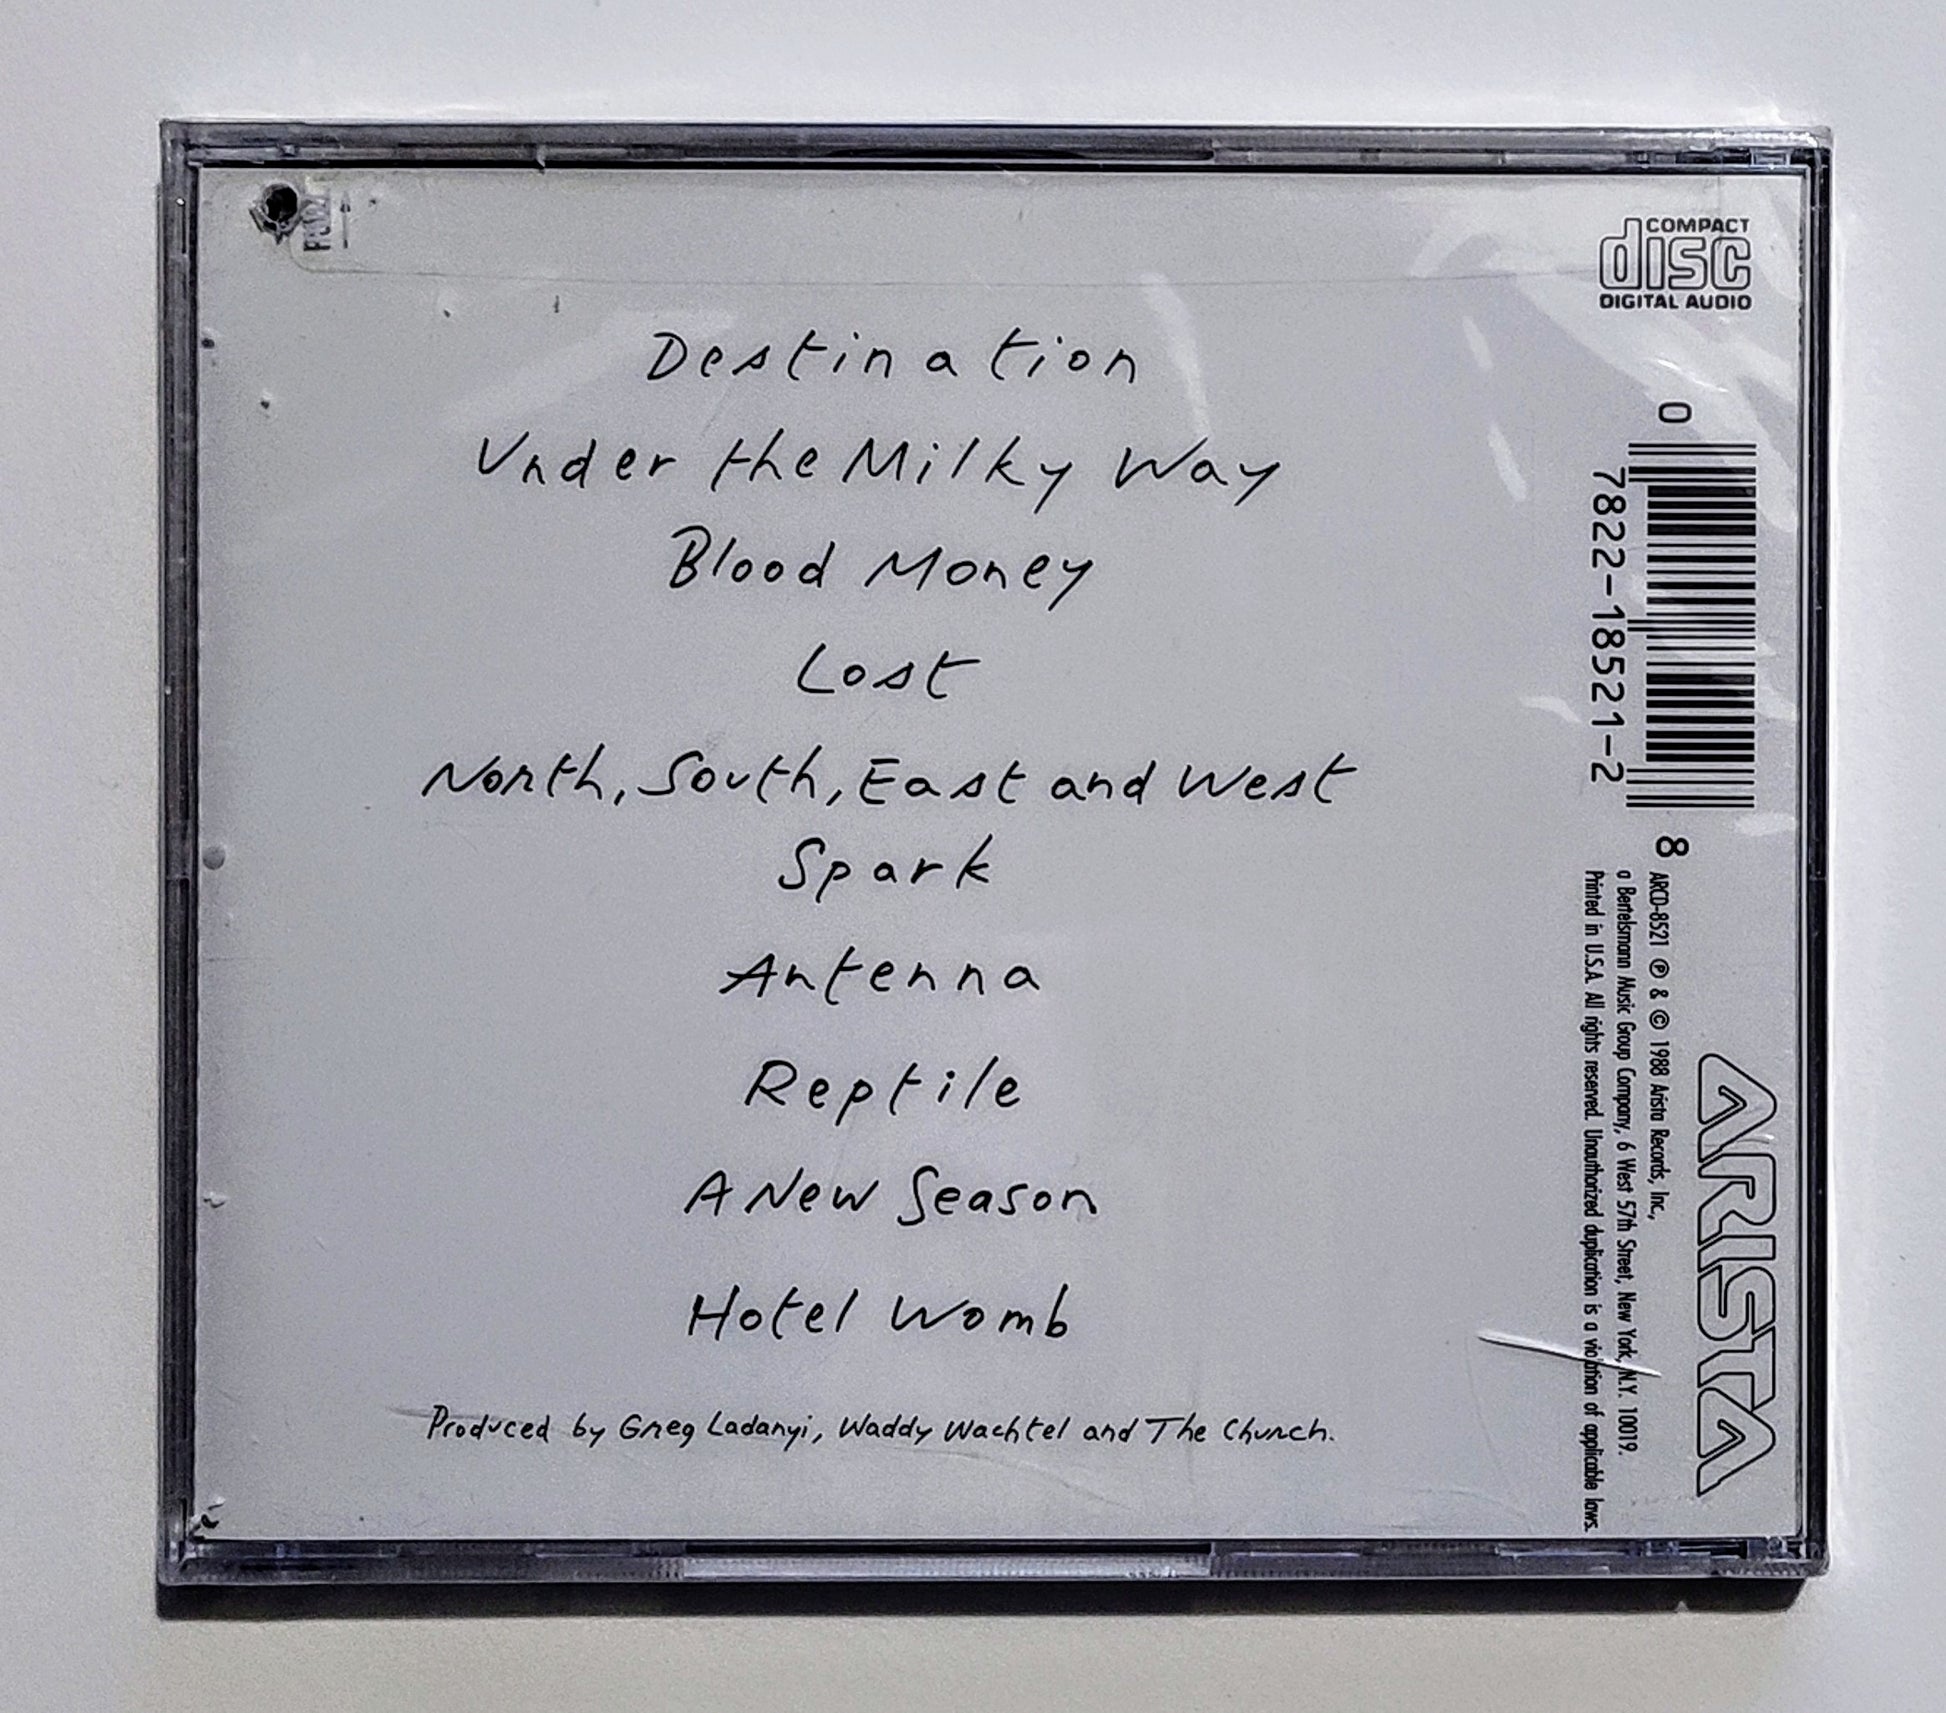 COMPACT
disc
DIGITAL AUDIO
Destination
Under the Milky Way
Blood Money
Lost
North, South, East and West
Spark
Antenna
Reptile
A New Season
Hotel Womb
Produced by Greg Ladanyi, Waddy Wachtel and The Church.
0
7822-18521-2
8
ARCD-8521 ℗ & © 1988 Arista Records, Inc.,
a Bertelsmann Music Group Company, 6 West 57th Street, New York, N.Y. 10019.
Printed in U.S.A. All rights reserved. Unauthorized duplication is a violation of applicable laws.
ARISTA